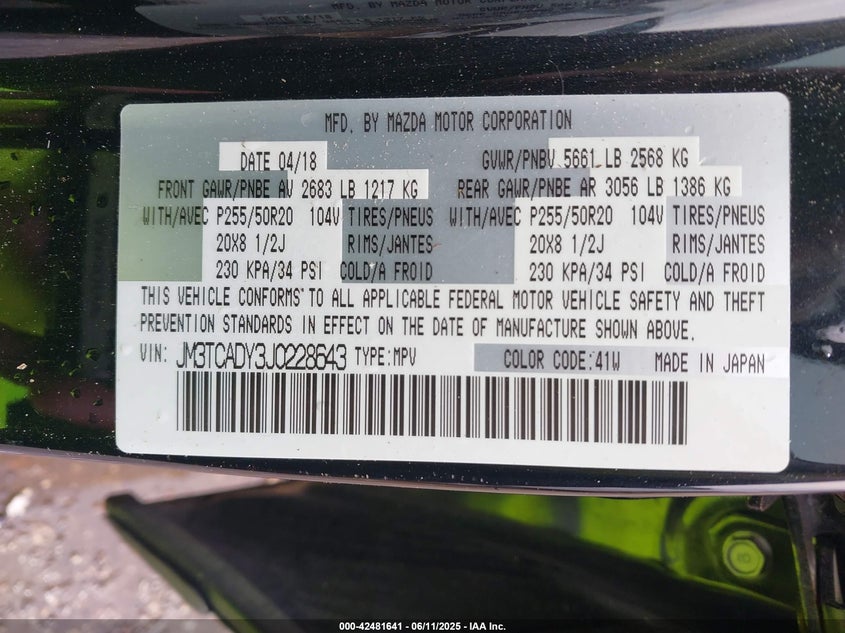 MFD. BY MAZDA MOTOR CORPORATION
DATE 04/18 GVWR/PNBV 5661 LB 2568 KG
FRONT GAWR/PNBE AV 2683 LB 1217 KG REAR GAWR/PNBE AR 3056 LB 1386 KG
WITH/AVEC P255/50R20 104V TIRES/PNEUS WITH/AVEC P255/50R20 104V TIRES/PNEUS
20X8 1/2J RIMS/JANTES 20X8 1/2J RIMS/JANTES
230 KPA/34 PSI COLD/A FROID 230 KPA/34 PSI COLD/A FROID
THIS VEHICLE CONFORMS TO ALL APPLICABLE FEDERAL MOTOR VEHICLE SAFETY AND THEFT
PREVENTION STANDARDS IN EFFECT ON THE DATE OF MANUFACTURE SHOWN ABOVE.
VIN: JM3TCADY3J0228643 TYPE:MPV COLOR CODE:41W MADE IN JAPAN
000-42481641 - 06/11/2025 - IAA Inc.